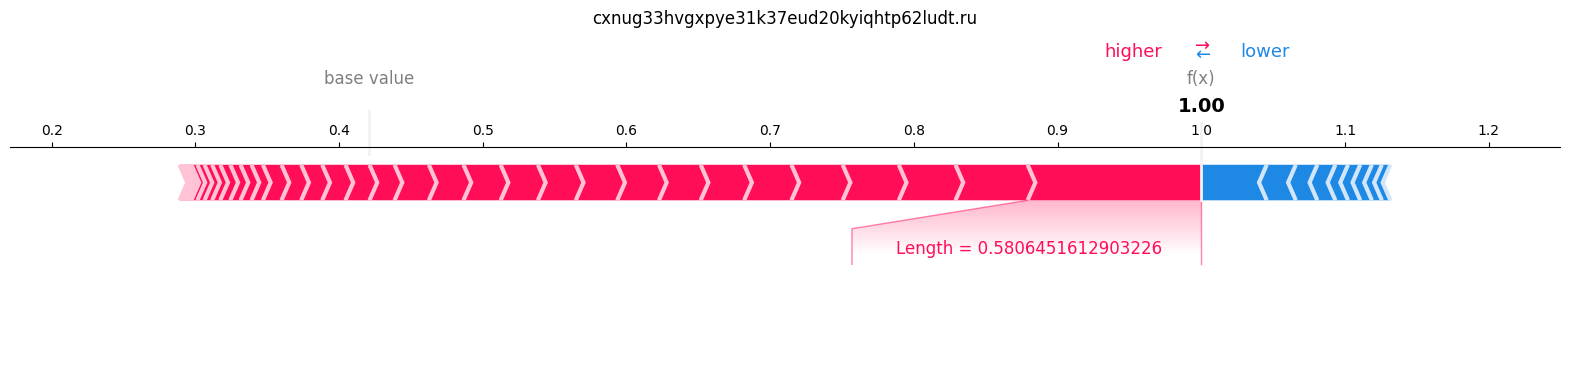 cxnug33hvgxpye31k37eud20kyiqhtp62ludt.ru
higher → ← lower
base value f(x)
1.00
0.2 0.3 0.4 0.5 0.6 0.7 0.8 0.9 1.0 1.1 1.2
Length = 0.5806451612903226